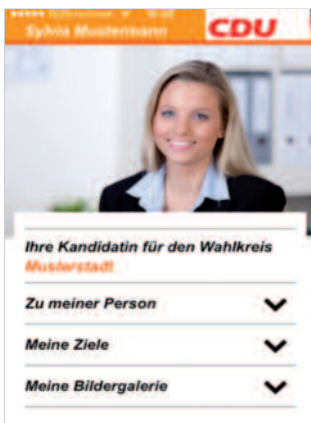 Sylvia Mustermann
CDU
Ihre Kandidatin für den Wahlkreis
Musterstadt
Zu meiner Person
Meine Ziele
Meine Bildergalerie